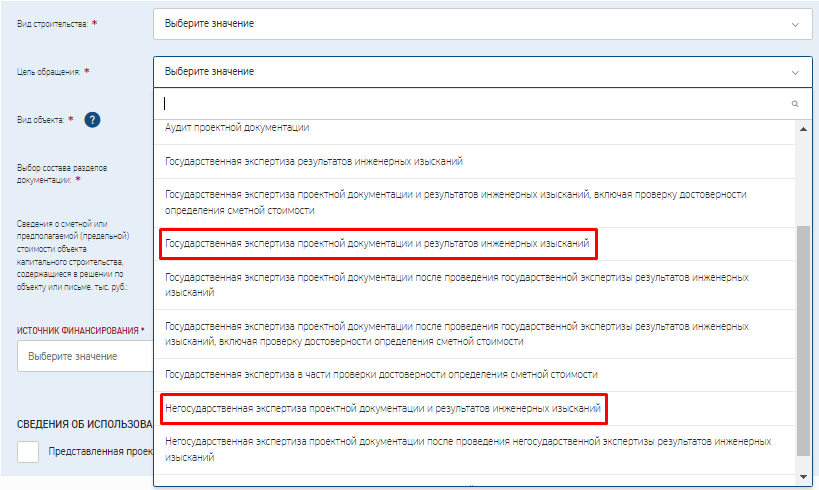 Вид строительства: *
Выберите значение
Цель обращения: *
Выберите значение
Вид объекта: * ?
Аудит проектной документации
Государственная экспертиза результатов инженерных изысканий
Выбор состава разделов
документации: *
Государственная экспертиза проектной документации и результатов инженерных изысканий, включая проверку достоверности
определения сметной стоимости
Сведения о сметной или
предполагаемой (предельной)
стоимости объекта
капитального строительства,
содержащиеся в решении по
объекту или письме. тыс. руб.:
Государственная экспертиза проектной документации и результатов инженерных изысканий
Государственная экспертиза проектной документации после проведения государственной экспертизы результатов инженерных
изысканий
ИСТОЧНИК ФИНАНСИРОВАНИЯ *
Выберите значение
Государственная экспертиза проектной документации после проведения государственной экспертизы результатов инженерных
изысканий, включая проверку достоверности определения сметной стоимости
Государственная экспертиза в части проверки достоверности определения сметной стоимости
Негосударственная экспертиза проектной документации и результатов инженерных изысканий
СВЕДЕНИЯ ОБ ИСПОЛЬЗОВА
Представленная проек
Негосударственная экспертиза проектной документации после проведения негосударственной экспертизы результатов инженерных
изысканий